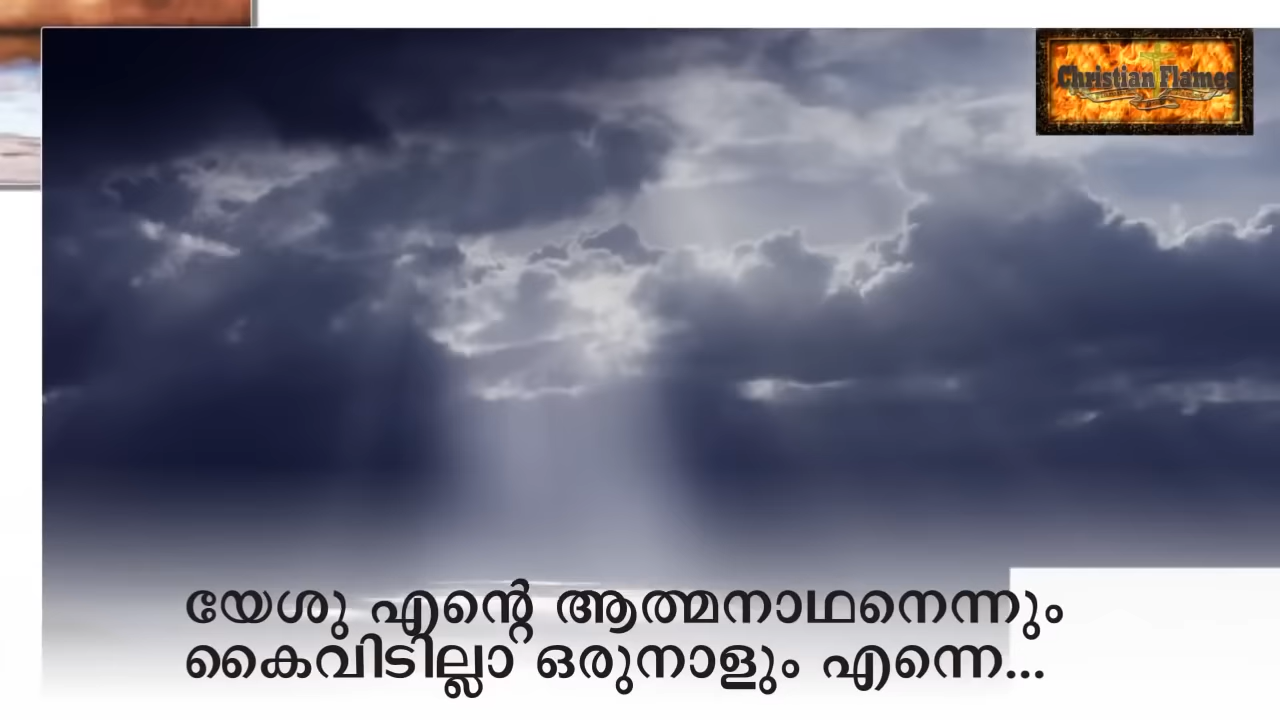 Christian Flames
യേശു എന്റെ ആത്മനാഥനെന്നും
കൈവിടില്ലാ ഒരുനാളും എന്നെ...